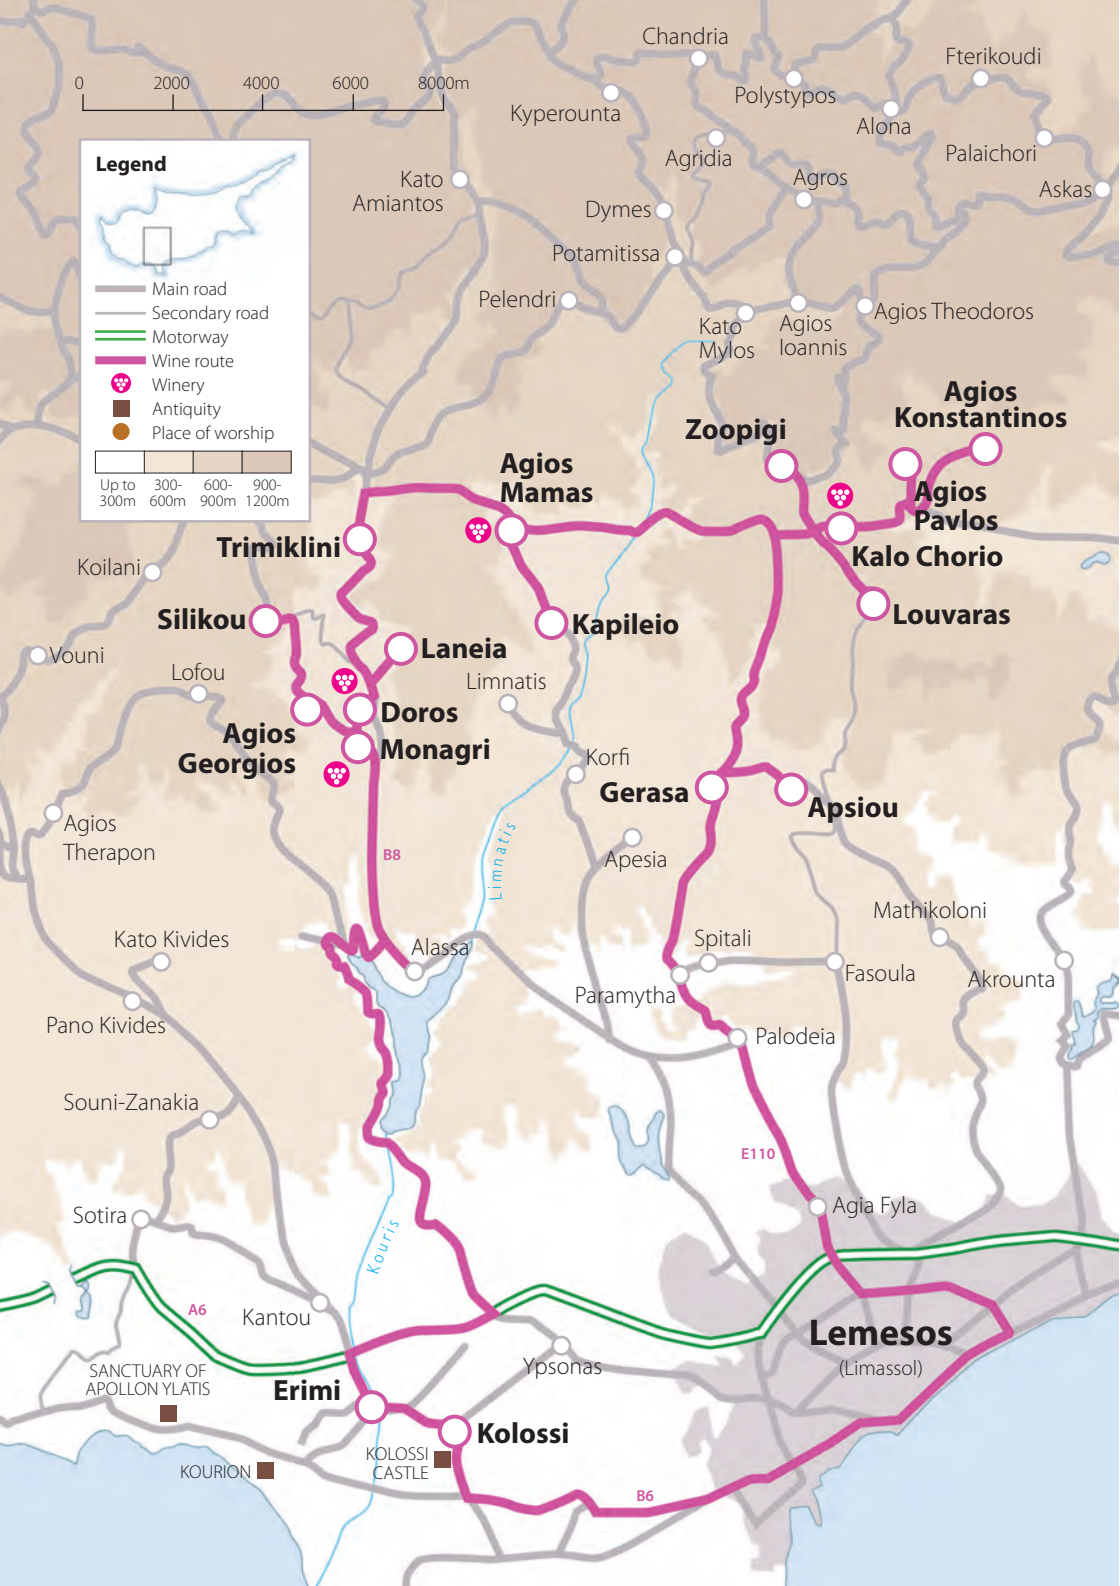 Chandria
Fterikoudi
0 2000 4000 6000 8000m
Polystypos
Kyperounta
Alona
Agridia
Palaichori
Legend
Kato
Amiantos
Agros
Askas
Dymes
Potamitissa
Main road
Secondary road
Motorway
Wine route
Winery
Antiquity
Place of worship
Up to
300m
300-
600m
600-
900m
900-
1200m
Pelendri
Kato
Mylos
Agios
Ioannis
Agios Theodoros
Agios
Konstantinos
Zoopigi
Agios
Mamas
Agios
Pavlos
Trimiklini
Kalo Chorio
Koilani
Silikou
Kapileio
Louvaras
Vouni
Laneia
Lofou
Limnatis
Doros
Agios
Georgios
Monagri
Korfi
Gerasa
Apsiou
Agios
Therapon
B8
Limnatis
Apesia
Mathikoloni
Kato Kivides
Alassa
Spitali
Fasoula
Akrounta
Paramytha
Pano Kivides
Palodeia
Souni-Zanakia
E110
Sotira
Agia Fyla
Kouris
A6
Kantou
Lemesos
(Limassol)
Ypsonas
SANCTUARY OF
APOLLON YLATIS
Erimi
Kolossi
KOLOSSI
CASTLE
KOURION
B6